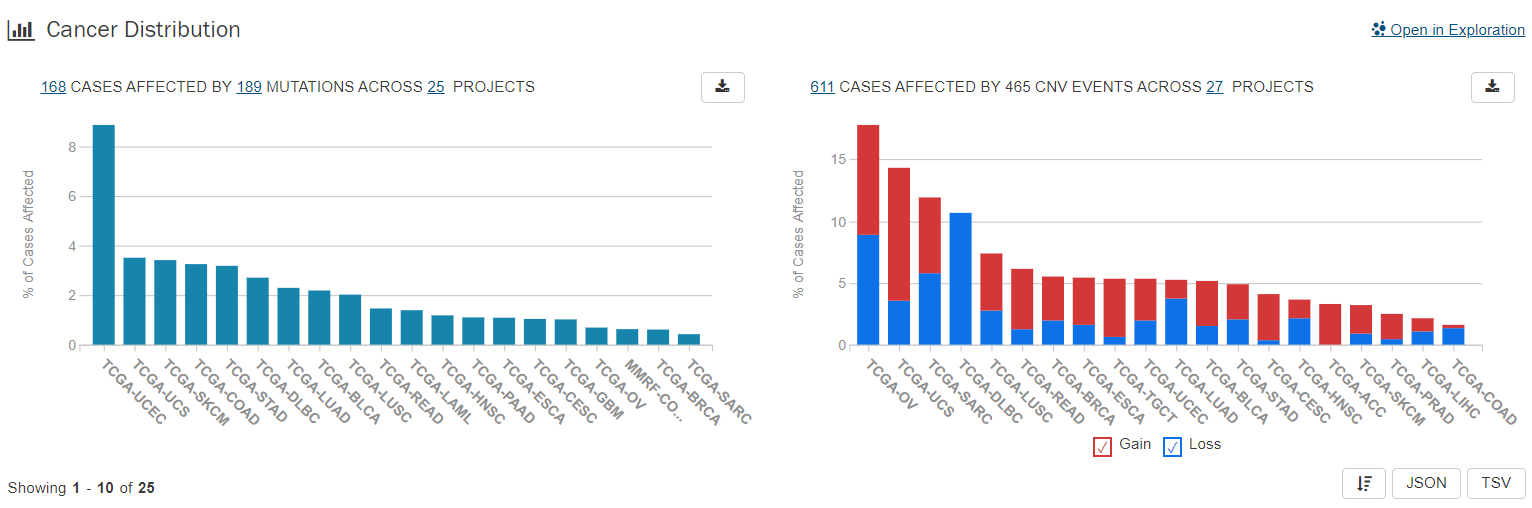 Cancer Distribution
Open in Exploration
168 CASES AFFECTED BY 189 MUTATIONS ACROSS 25 PROJECTS
% of Cases Affected
8
6
4
2
0
TCGA-UCEC
TCGA-UCS
TCGA-SKCM
TCGA-COAD
TCGA-STAD
TCGA-DLBC
TCGA-LUAD
TCGA-BLCA
TCGA-LUSC
TCGA-READ
TCGA-LAML
TCGA-HNSC
TCGA-PAAD
TCGA-ESCA
TCGA-CESC
TCGA-GBM
TCGA-OV
MMRF-CO...
TCGA-BRCA
TCGA-SARC
611 CASES AFFECTED BY 465 CNV EVENTS ACROSS 27 PROJECTS
% of Cases Affected
15
10
5
0
TCGA-OV
TCGA-UCS
TCGA-SARC
TCGA-DLBC
TCGA-LUSC
TCGA-READ
TCGA-BRCA
TCGA-ESCA
TCGA-TGCT
TCGA-UCEC
TCGA-LUAD
TCGA-BLCA
TCGA-STAD
TCGA-CESC
TCGA-HNSC
TCGA-ACC
TCGA-SKCM
TCGA-PRAD
TCGA-LIHC
TCGA-COAD
Gain Loss
Showing 1 - 10 of 25
JSON
TSV